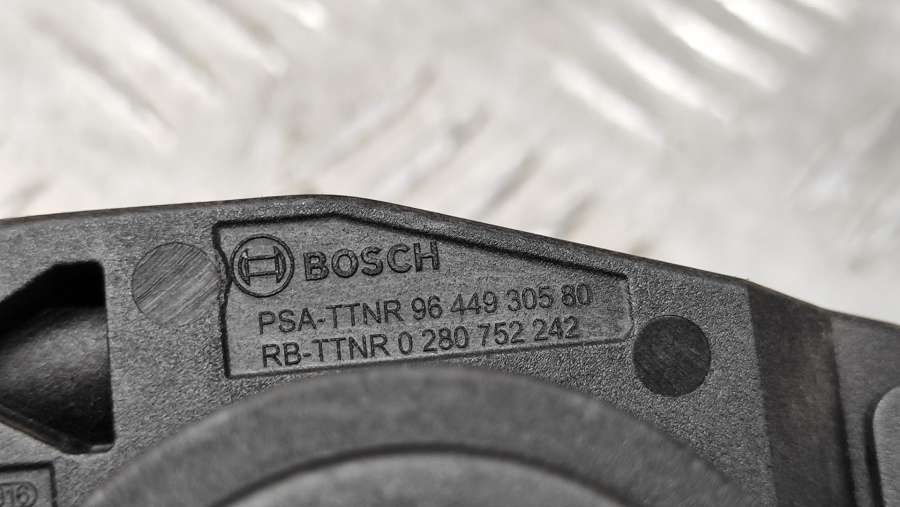 BOSCH
PSA-TTNR 96 449 305 80
RB-TTNR 0 280 752 242